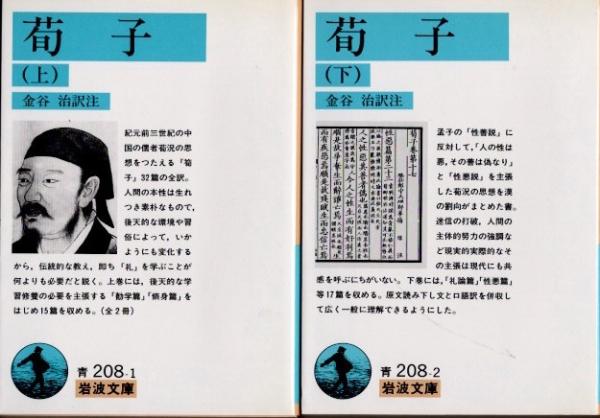 荀子
(上)
金谷 治訳注
紀元前三世紀の中
国の儒者荀況の思
想をつたえる『荀
子』32篇の全訳。
人間の本性は生れ
つき素朴なもので,
後天的な環境や習
俗によって,いか
ようにも変化する
から,伝統的な教え,即ち「礼」を学ぶことが
何よりも必要だと説く。上巻には,後天的な学
習修養の必要を主張する「勧学篇」「脩身篇」を
はじめ15篇を収める。(全2冊)
青 208-1
岩波文庫
荀子
(下)
金谷 治訳注
荀子卷第十七
性惡篇第二十三
孟子の「性善説」に
反対して,「人の性は
悪,その善は偽なり」
と「性悪説」を主張
した荀況の思想を漢
の劉向がまとめた書。
迷信の打破,人間の
主体的努力の強調な
ど現実的実際的なそ
の主張は現代にも共
感を呼ぶにちがいない。下巻には,「礼論篇」「性悪篇」
等17篇を収める。原文読み下し文と口語訳を併収し
て広く一般に理解できるようにした。
青 208-2
岩波文庫